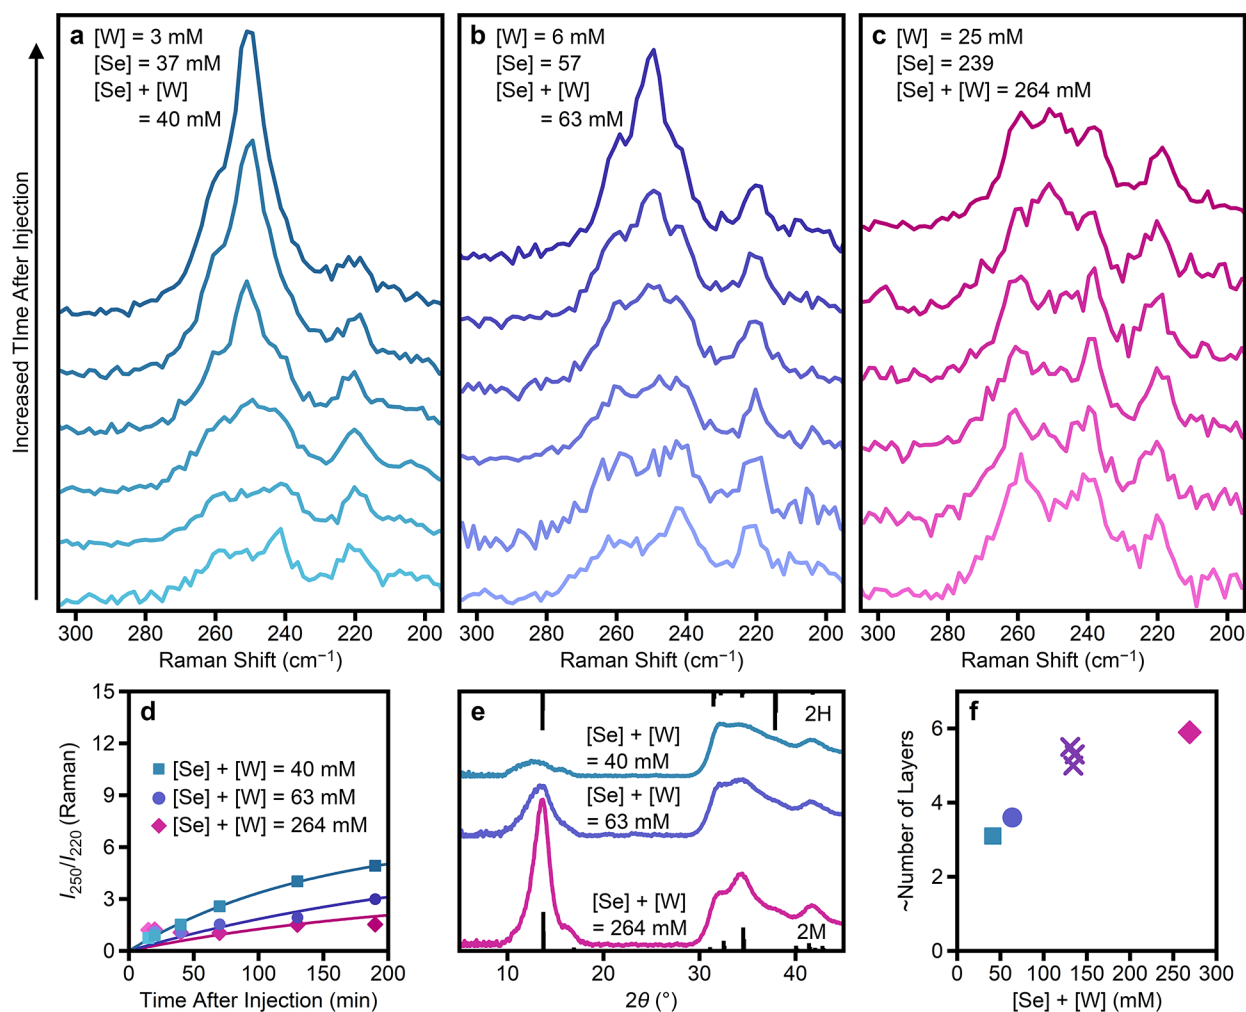 a
[W] = 3 mM
[Se] = 37 mM
[Se] + [W]
= 40 mM
b
[W] = 6 mM
[Se] = 57
[Se] + [W]
= 63 mM
c
[W] = 25 mM
[Se] = 239
[Se] + [W] = 264 mM
Increased TIme After Injection
300 280 260 240 220 200
Raman Shift (cm⁻¹)
300 280 260 240 220 200
Raman Shift (cm⁻¹)
300 280 260 240 220 200
Raman Shift (cm⁻¹)
d
I₂₅₀/I₂₂₀ (Raman)
15
12
9
6
3
0
[Se] + [W] = 40 mM
[Se] + [W] = 63 mM
[Se] + [W] = 264 mM
0 50 100 150 200
Time After Injection (min)
e
2H
[Se] + [W]
= 40 mM
[Se] + [W]
= 63 mM
[Se] + [W]
= 264 mM
2M
10 20 30 40
2θ (°)
f
~Number of Layers
6
4
2
0
0 50 100 150 200 250 300
[Se] + [W] (mM)